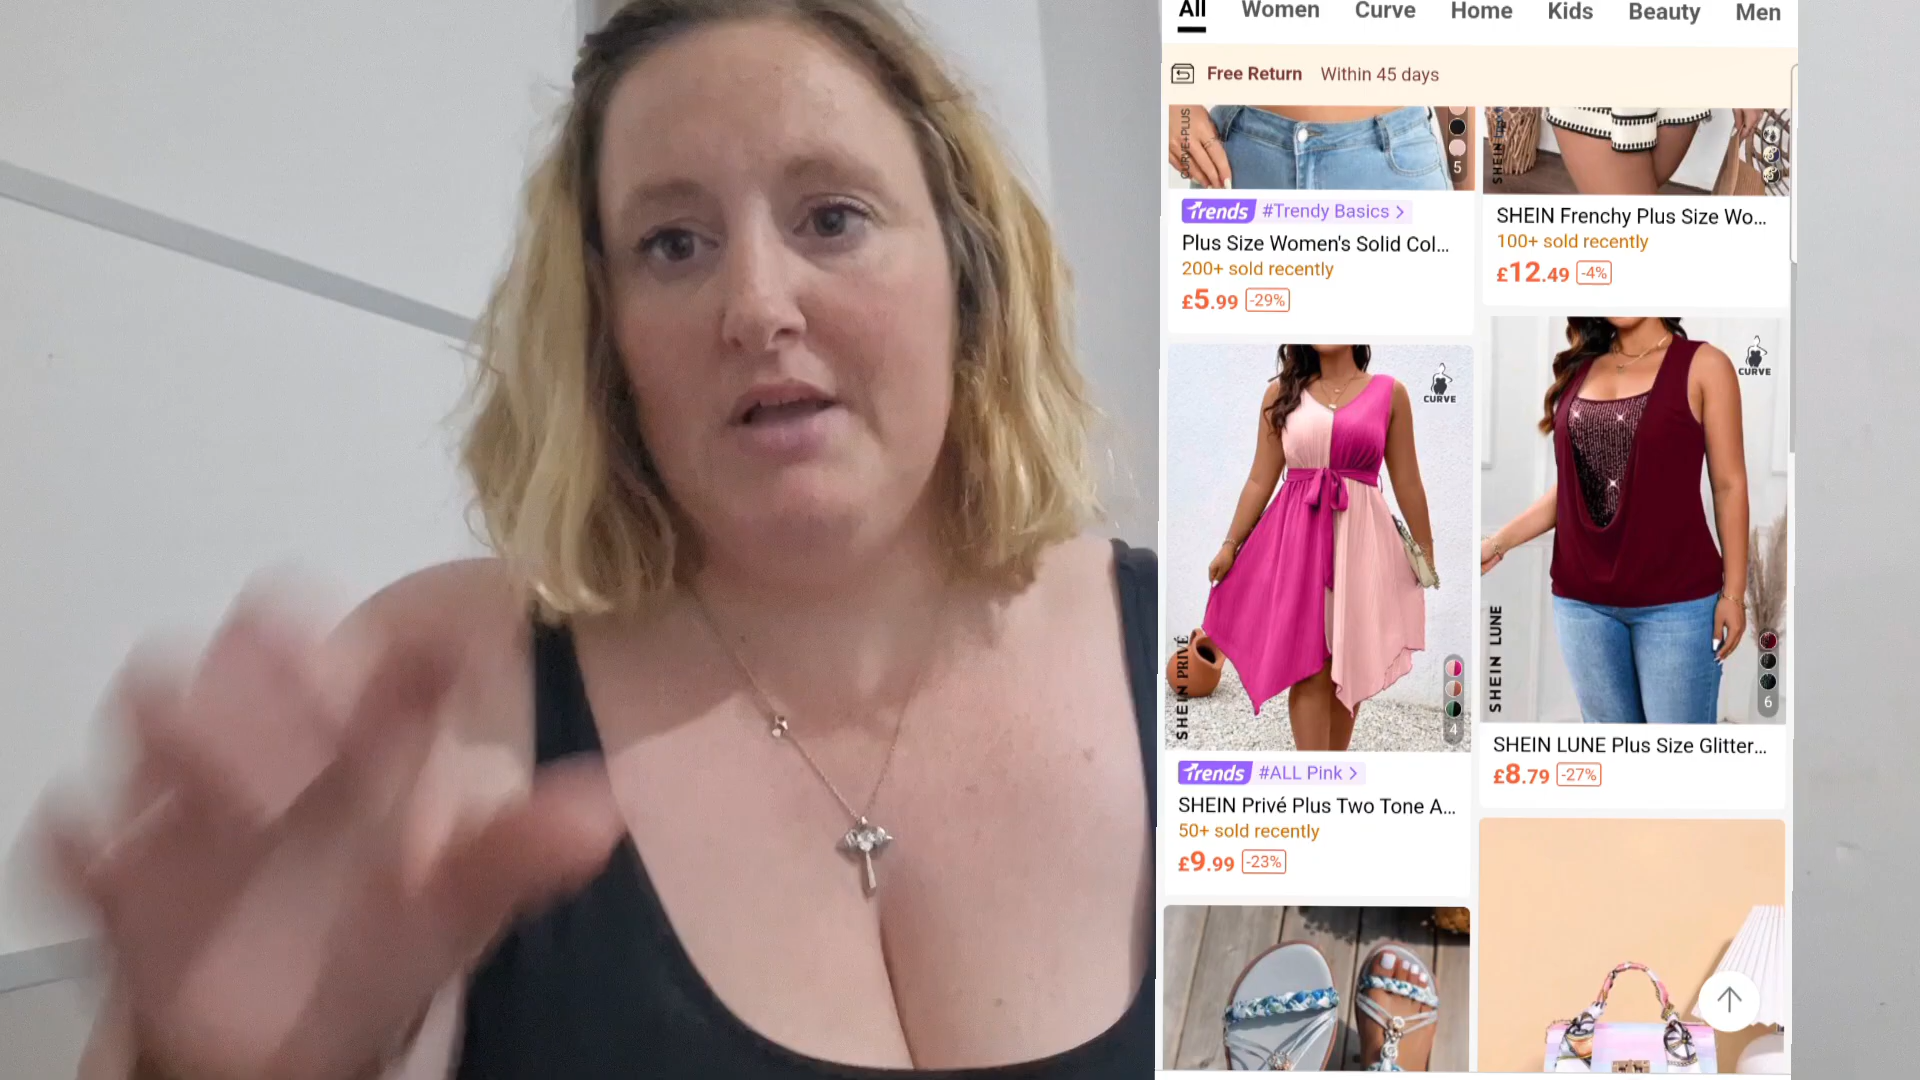 All Women Curve Home Kids Beauty Men
Free Return Within 45 days
CURVE+PLUS
5
Trends #Trendy Basics >
Plus Size Women's Solid Col...
200+ sold recently
£5.99 -29%
SHEIN
SHEIN Frenchy Plus Size Wo...
100+ sold recently
£12.49 -4%
CURVE
SHEIN PRIVÉ
4
Trends #ALL Pink >
SHEIN Privé Plus Two Tone A...
50+ sold recently
£9.99 -23%
CURVE
SHEIN LUNE
6
SHEIN LUNE Plus Size Glitter...
£8.79 -27%